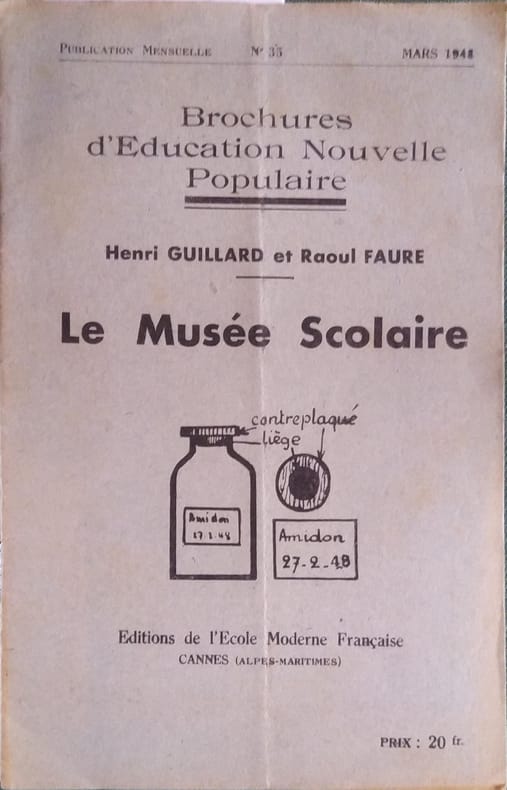 Publication Mensuelle N° 35 MARS 1948
Brochures
d'Education Nouvelle
Populaire
Henri GUILLARD et Raoul FAURE
Le Musée Scolaire
contreplaqué
liège
Amidon
27.2.48
Amidon
27-2-48
Editions de l'Ecole Moderne Française
CANNES (ALPES-MARITIMES)
PRIX : 20 fr.